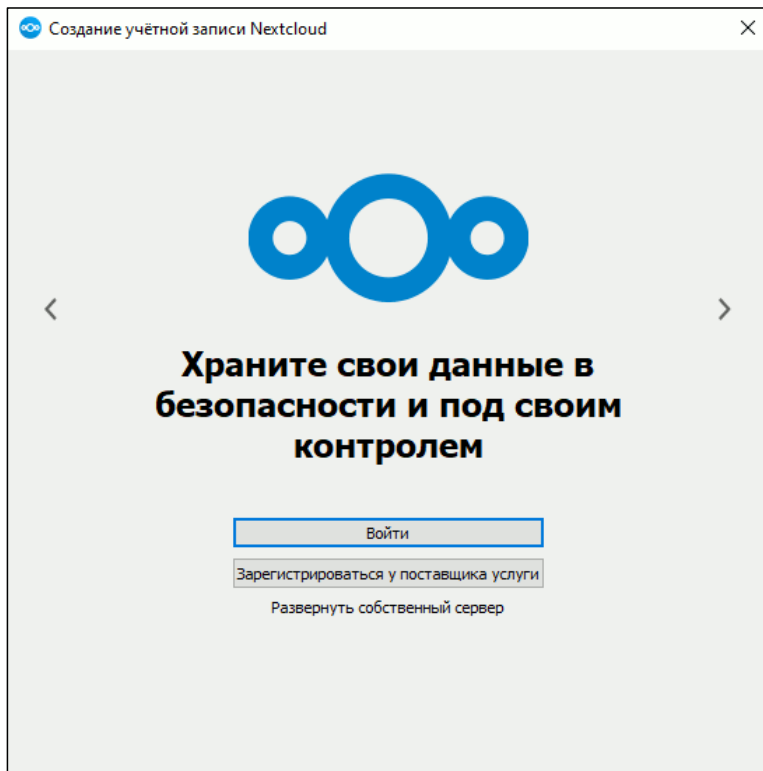 Создание учётной записи Nextcloud
Храните свои данные в
безопасности и под своим
контролем
Войти
Зарегистрироваться у поставщика услуги
Развернуть собственный сервер